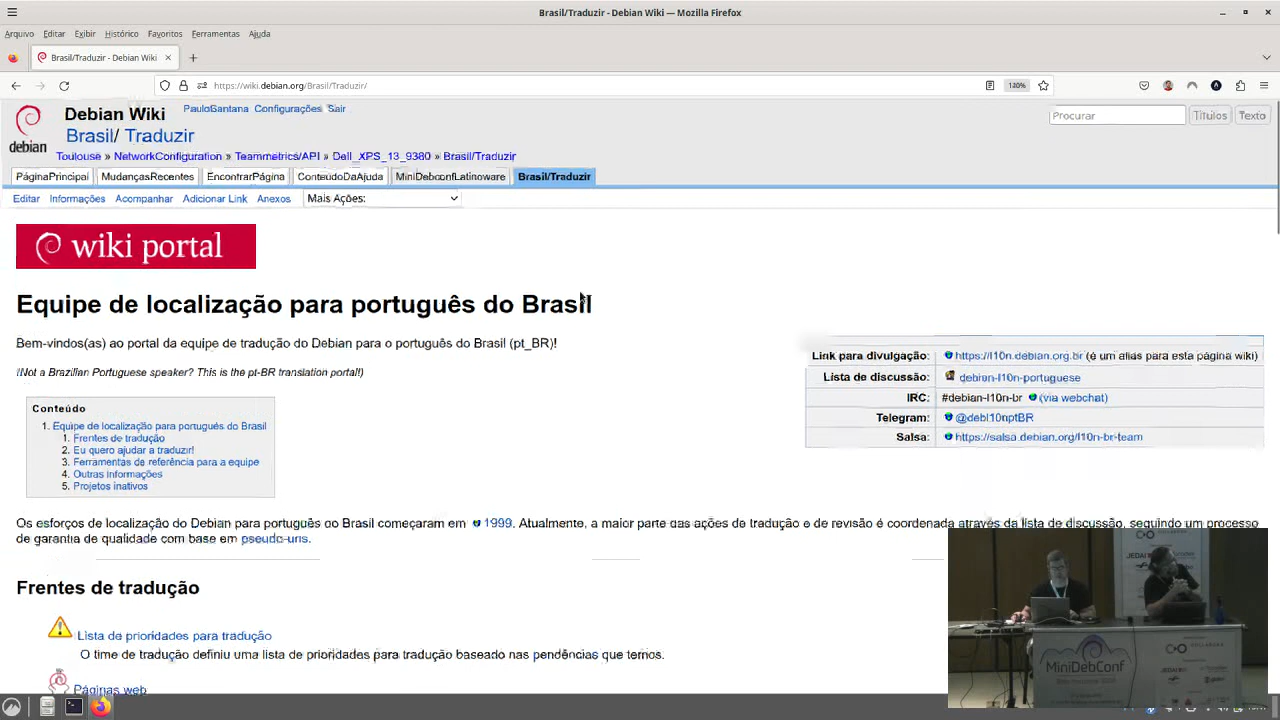 Brasil/Traduzir - Debian Wiki — Mozilla Firefox
Arquivo Editar Exibir Histórico Favoritos Ferramentas Ajuda
Brasil/Traduzir - Debian Wiki
https://wiki.debian.org/Brasil/Traduzir/
120%
Debian Wiki
PauloSantana Configurações Sair
Procurar Títulos Texto
debian
Brasil/ Traduzir
Toulouse » NetworkConfiguration » Teammetrics/API » Dell_XPS_13_9380 » Brasil/Traduzir
PáginaPrincipal MudançasRecentes EncontrarPágina ConteúdoDaAjuda MiniDebconfLatinoware Brasil/Traduzir
Editar Informações Acompanhar Adicionar Link Anexos Mais Ações:
wiki portal
Equipe de localização para português do Brasil
Bem-vindos(as) ao portal da equipe de tradução do Debian para o português do Brasil (pt_BR)!
(Not a Brazilian Portuguese speaker? This is the pt-BR translation portal!)
Link para divulgação: https://l10n.debian.org.br (é um alias para esta página wiki)
Lista de discussão: debian-l10n-portuguese
IRC: #debian-l10n-br (via webchat)
Telegram: @debl10nptBR
Salsa: https://salsa.debian.org/l10n-br-team
Conteúdo
1. Equipe de localização para português do Brasil
1. Frentes de tradução
2. Eu quero ajudar a traduzir!
3. Ferramentas de referência para a equipe
4. Outras informações
5. Projetos inativos
Os esforços de localização do Debian para português do Brasil começaram em 1999. Atualmente, a maior parte das ações de tradução e de revisão é coordenada através da lista de discussão, seguindo um processo
de garantia de qualidade com base em pseudo-urls.
Frentes de tradução
Lista de prioridades para tradução
O time de tradução definiu uma lista de prioridades para tradução baseado nas pendências que temos.
Páginas web
COLLABORA
JEDAI
MiniDebConf